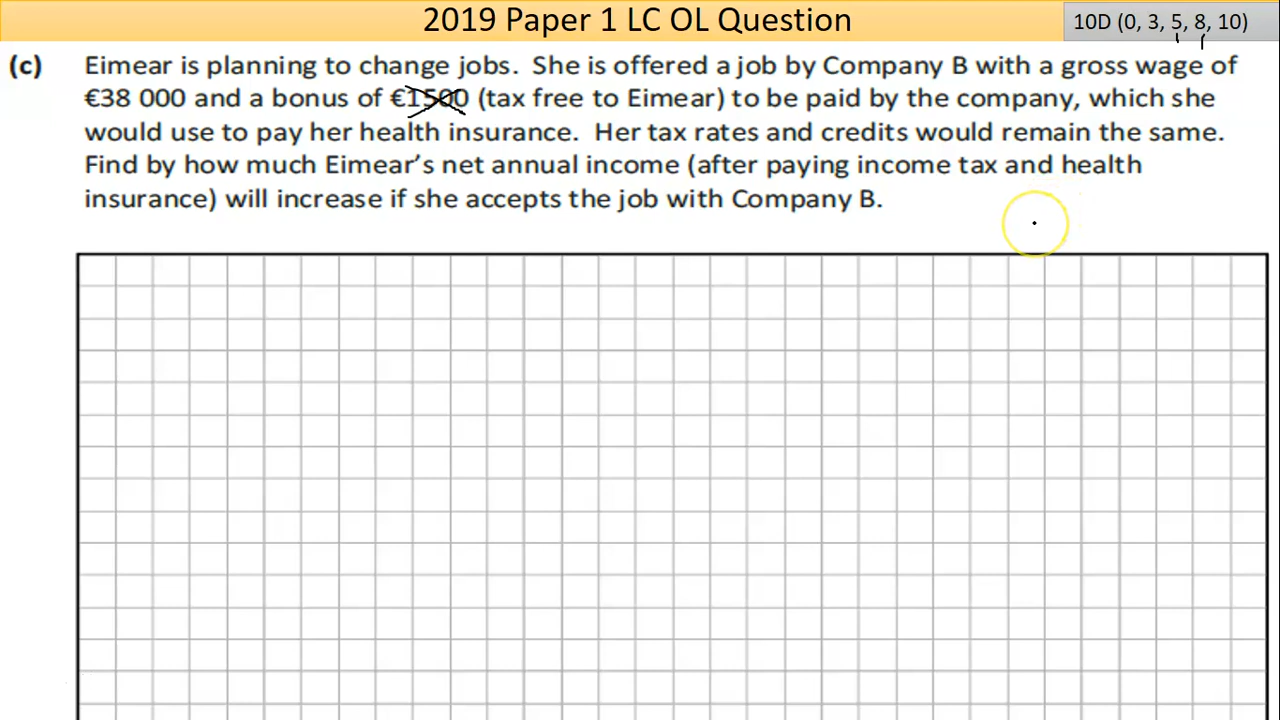 2019 Paper 1 LC OL Question
10D (0, 3, 5, 8, 10)
(c) Eimear is planning to change jobs. She is offered a job by Company B with a gross wage of
€38 000 and a bonus of €1500 (tax free to Eimear) to be paid by the company, which she
would use to pay her health insurance. Her tax rates and credits would remain the same.
Find by how much Eimear’s net annual income (after paying income tax and health
insurance) will increase if she accepts the job with Company B.